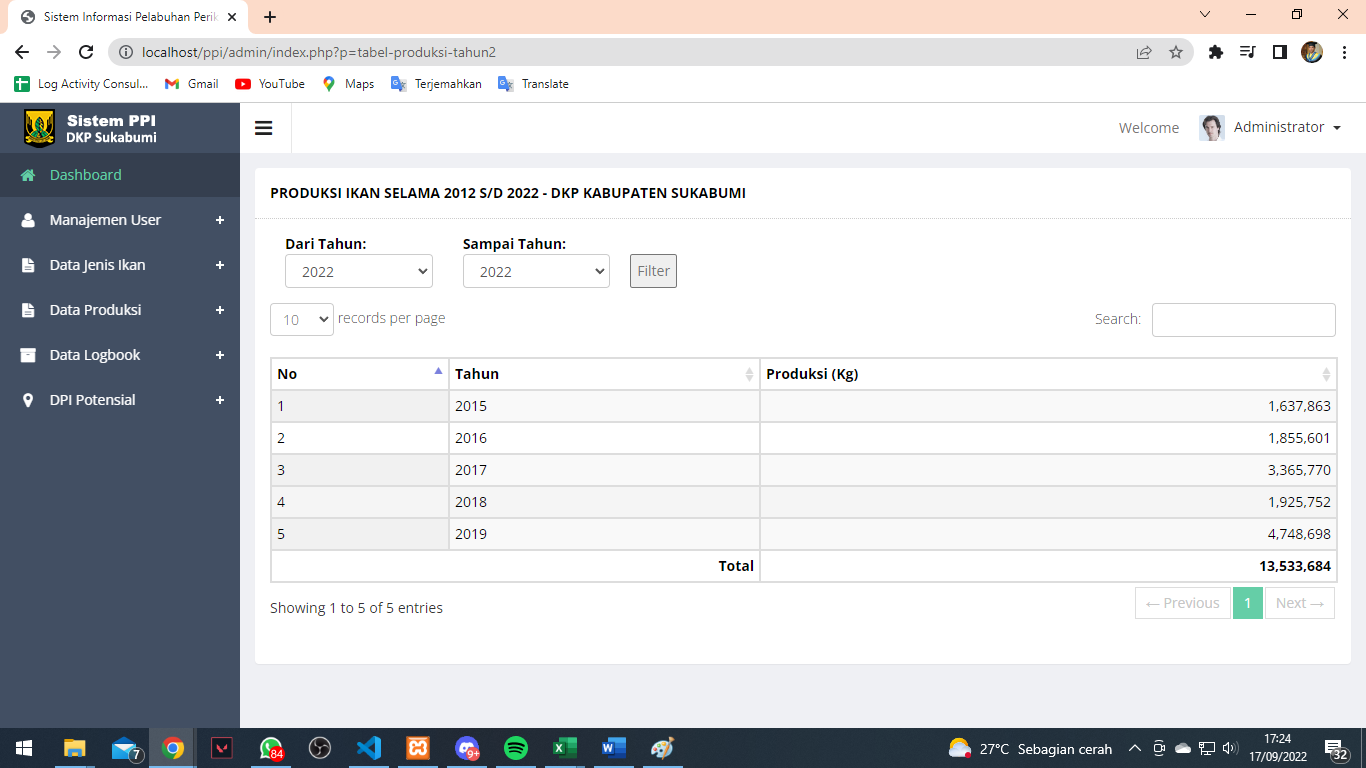 Sistem Informasi Pelabuhan Perik
localhost/ppi/admin/index.php?p=tabel-produksi-tahun2
Log Activity Consul... Gmail YouTube Maps Terjemahkan Translate
Sistem PPI
DKP Sukabumi
Welcome Administrator
Dashboard
Manajemen User +
Data Jenis Ikan +
Data Produksi +
Data Logbook +
DPI Potensial +
PRODUKSI IKAN SELAMA 2012 S/D 2022 - DKP KABUPATEN SUKABUMI
Dari Tahun: Sampai Tahun:
2022 2022 Filter
10 records per page Search:
No Tahun Produksi (Kg)
1 2015 1,637,863
2 2016 1,855,601
3 2017 3,365,770
4 2018 1,925,752
5 2019 4,748,698
Total 13,533,684
Showing 1 to 5 of 5 entries
← Previous 1 Next →
7 84 9+ 27°C Sebagian cerah 17:24
17/09/2022 32